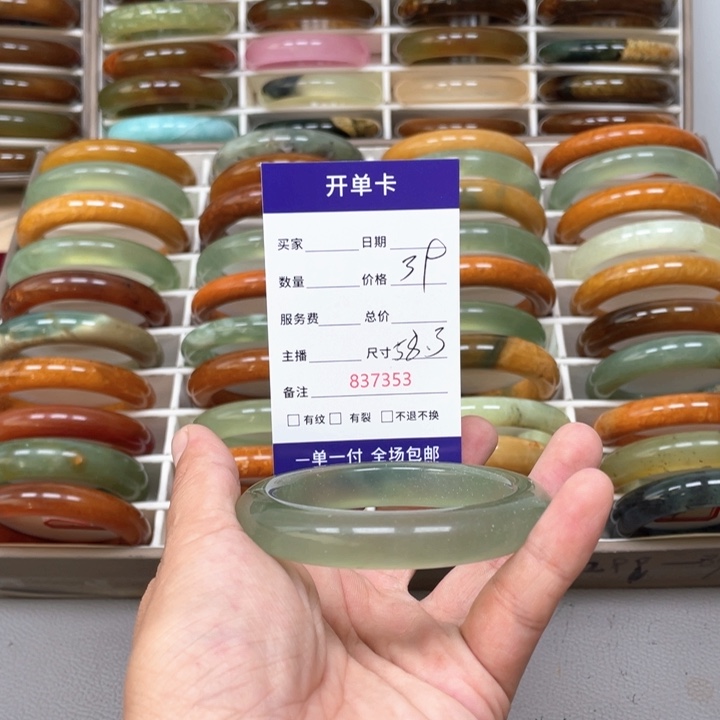 开单卡
买家 日期
数量 价格 39
服务费 总价
主播 尺寸 58.3
备注 837353
有纹 有裂 不退不换
一单一付 全场包邮